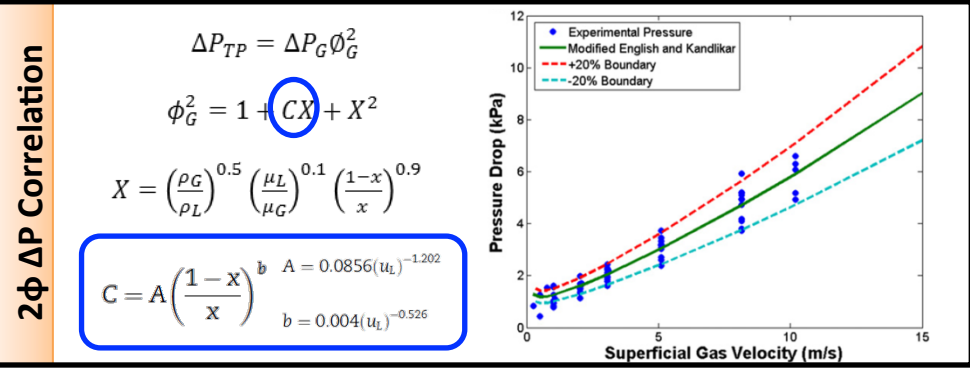 2ϕ ΔP Correlation
ΔP_TP = ΔP_G Ø_G^2
ϕ_G^2 = 1 + CX + X^2
X = (ρ_G/ρ_L)^0.5 (μ_L/μ_G)^0.1 ((1−x)/x)^0.9
C = A((1 − x)/x)^b
A = 0.0856(u_L)^−1.202
b = 0.004(u_L)^−0.526
Pressure Drop (kPa)
12
10
8
6
4
2
0
Experimental Pressure
Modified English and Kandlikar
+20% Boundary
-20% Boundary
0 5 10 15
Superficial Gas Velocity (m/s)